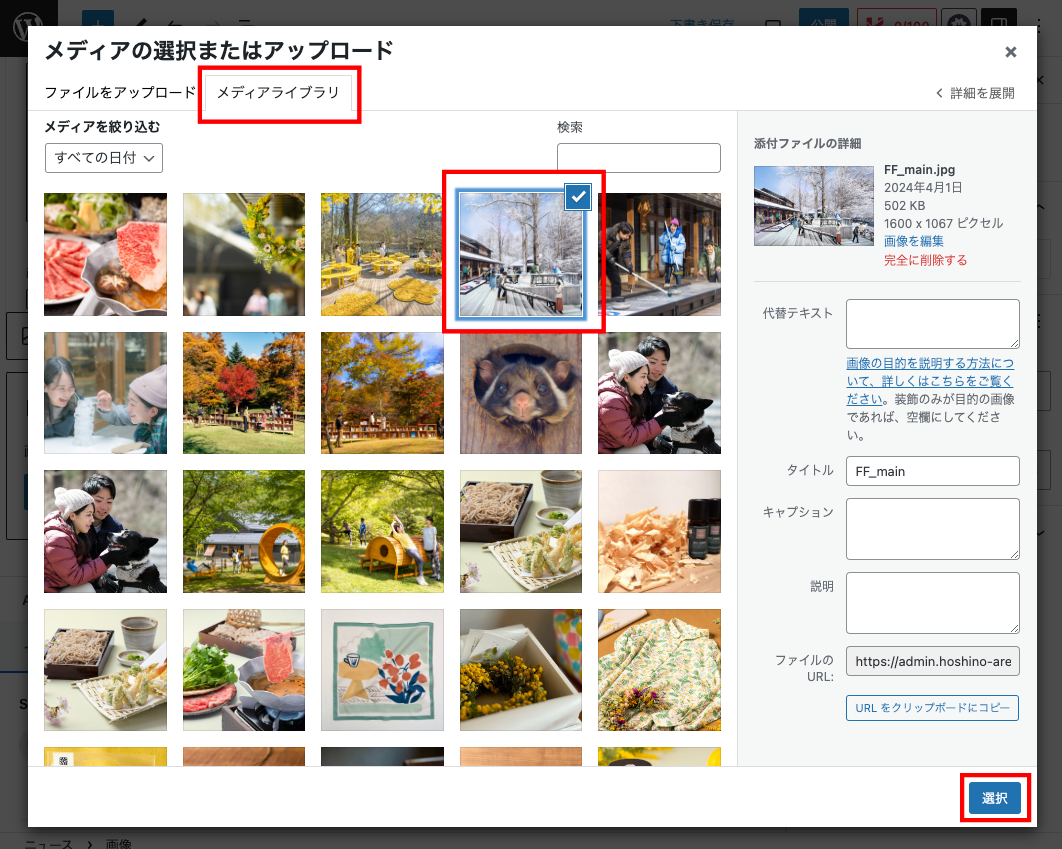 下書き保存
公開
0/100
メディアの選択またはアップロード
ファイルをアップロード
メディアライブラリ
詳細を展開
メディアを絞り込む
検索
すべての日付
添付ファイルの詳細
FF_main.jpg
2024年4月1日
502 KB
1600 x 1067 ピクセル
画像を編集
完全に削除する
代替テキスト
画像の目的を説明する方法につ
いて、詳しくはこちらをご覧く
ださい。装飾のみが目的の画像
であれば、空欄にしてくださ
い。
タイトル
FF_main
キャプション
説明
ファイルの
URL:
https://admin.hoshino-are
URL をクリップボードにコピー
選択
ニュース > 画像